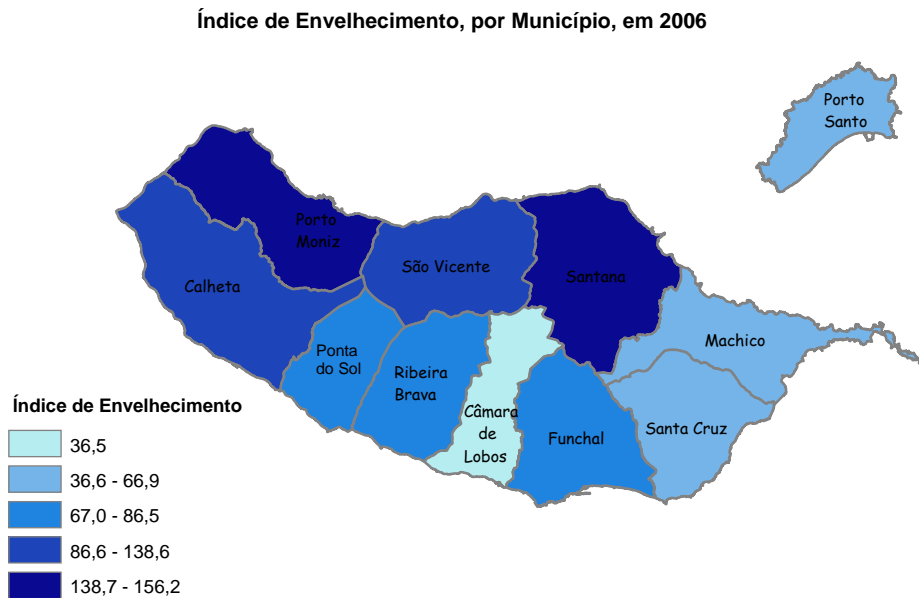 Índice de Envelhecimento, por Município, em 2006
Porto
Santo
Porto
Moniz
São Vicente
Santana
Calheta
Machico
Ponta
do Sol
Ribeira
Brava
Câmara
de
Lobos
Funchal
Santa Cruz
Índice de Envelhecimento
36,5
36,6 - 66,9
67,0 - 86,5
86,6 - 138,6
138,7 - 156,2